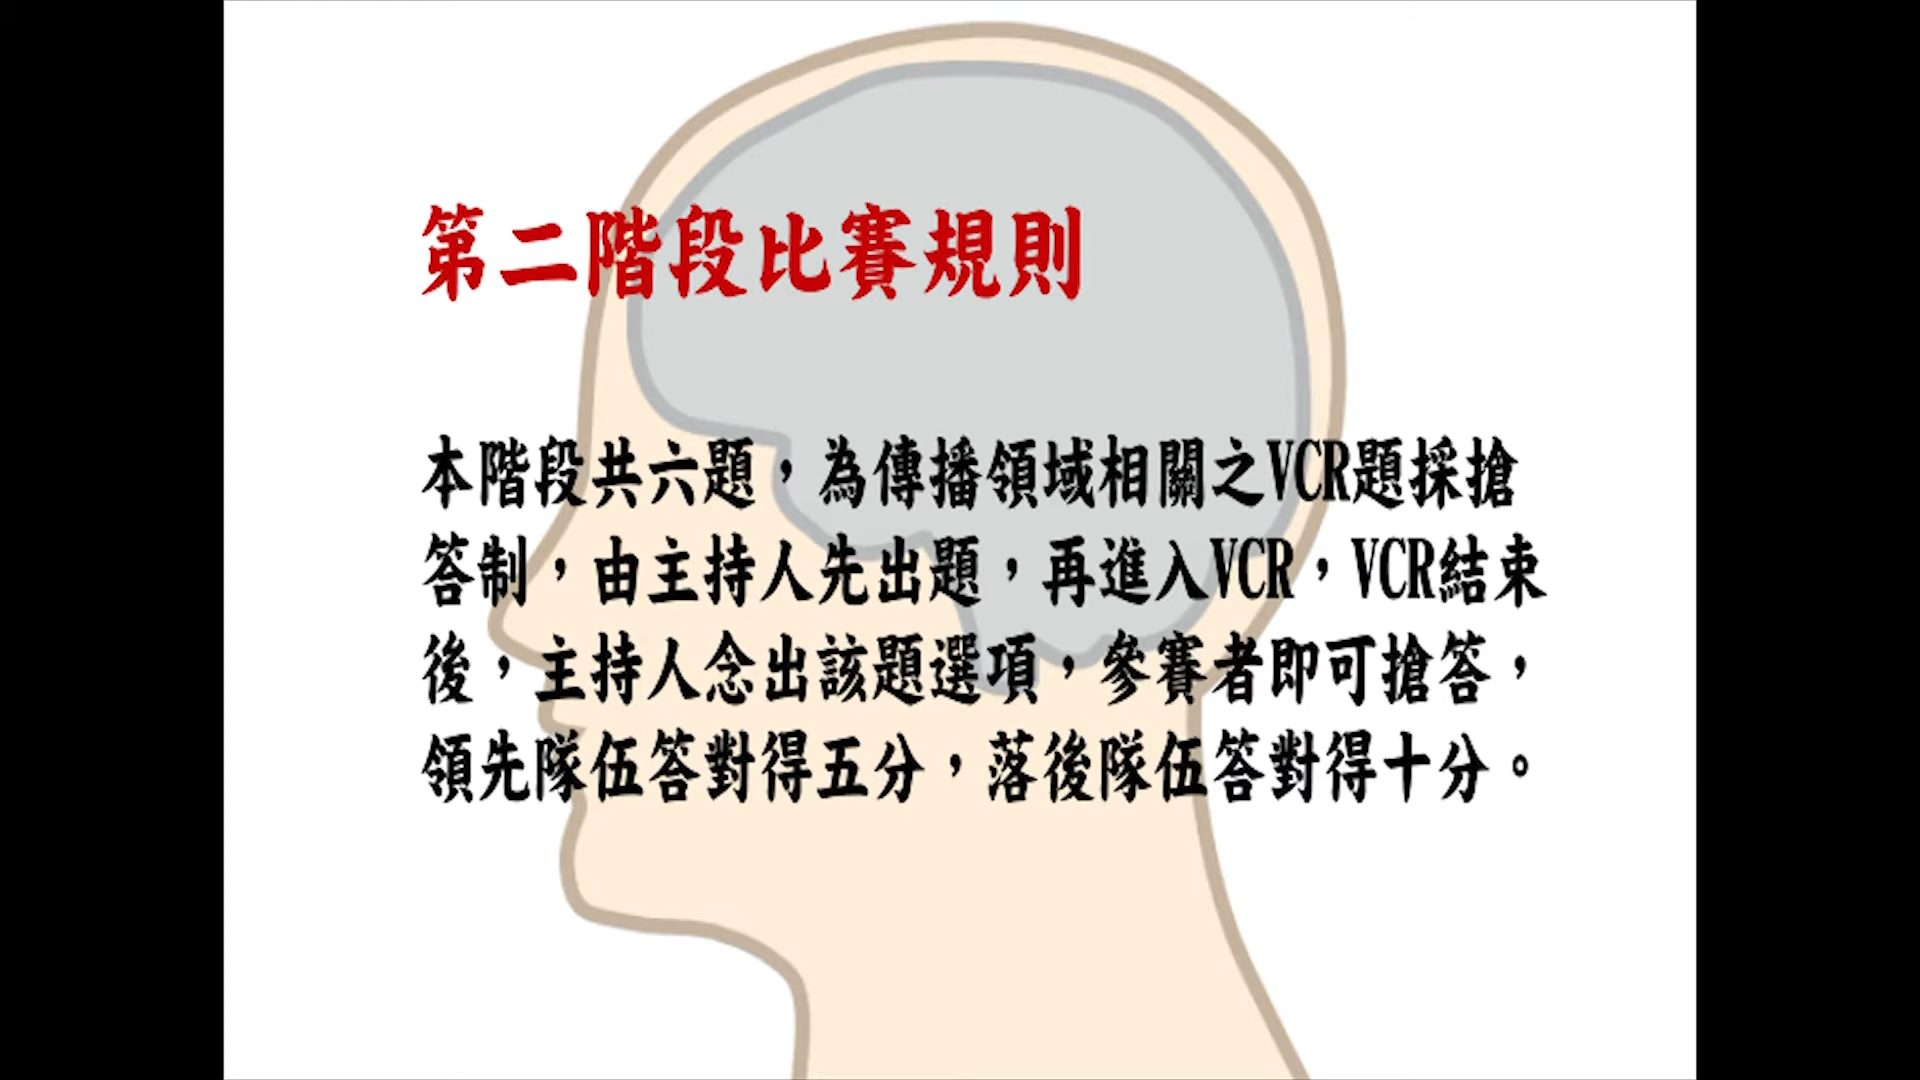 第二階段比賽規則
本階段共六題，為傳播領域相關之VCR題採搶
答制，由主持人先出題，再進入VCR，VCR結束
後，主持人念出該題選項，參賽者即可搶答，
領先隊伍答對得五分，落後隊伍答對得十分。